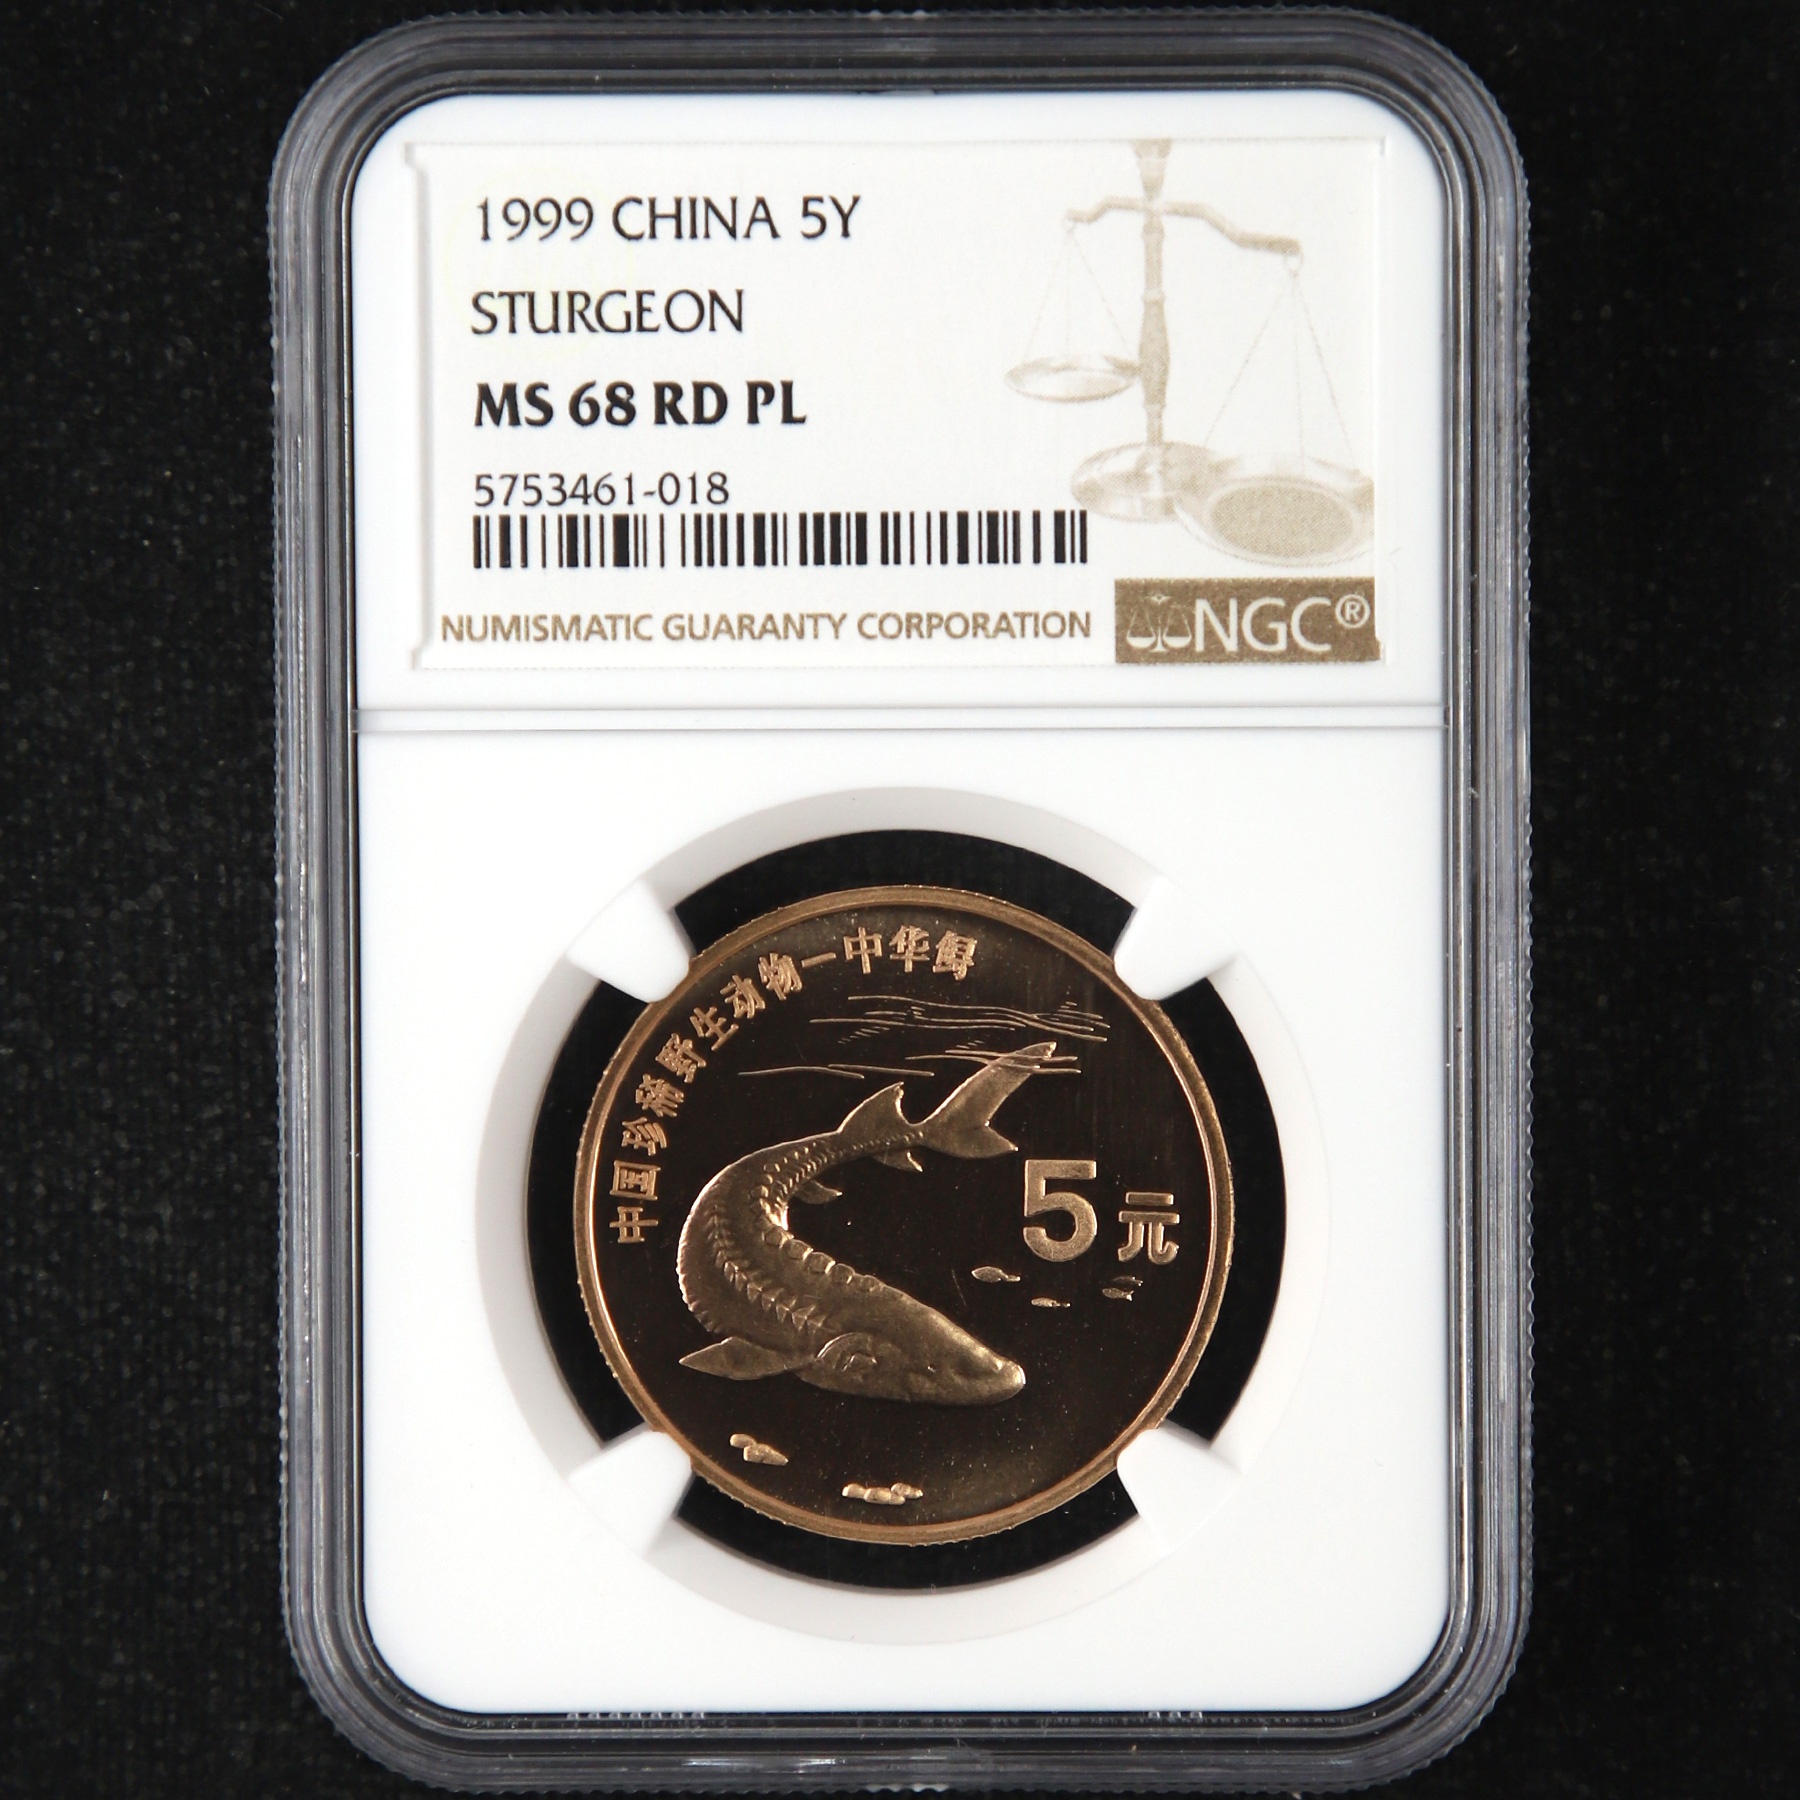 1999 CHINA 5Y
STURGEON
MS 68 RD PL
5753461-018
NUMISMATIC GUARANTY CORPORATION
NGC®
中国珍稀野生动物—中华鲟
5元